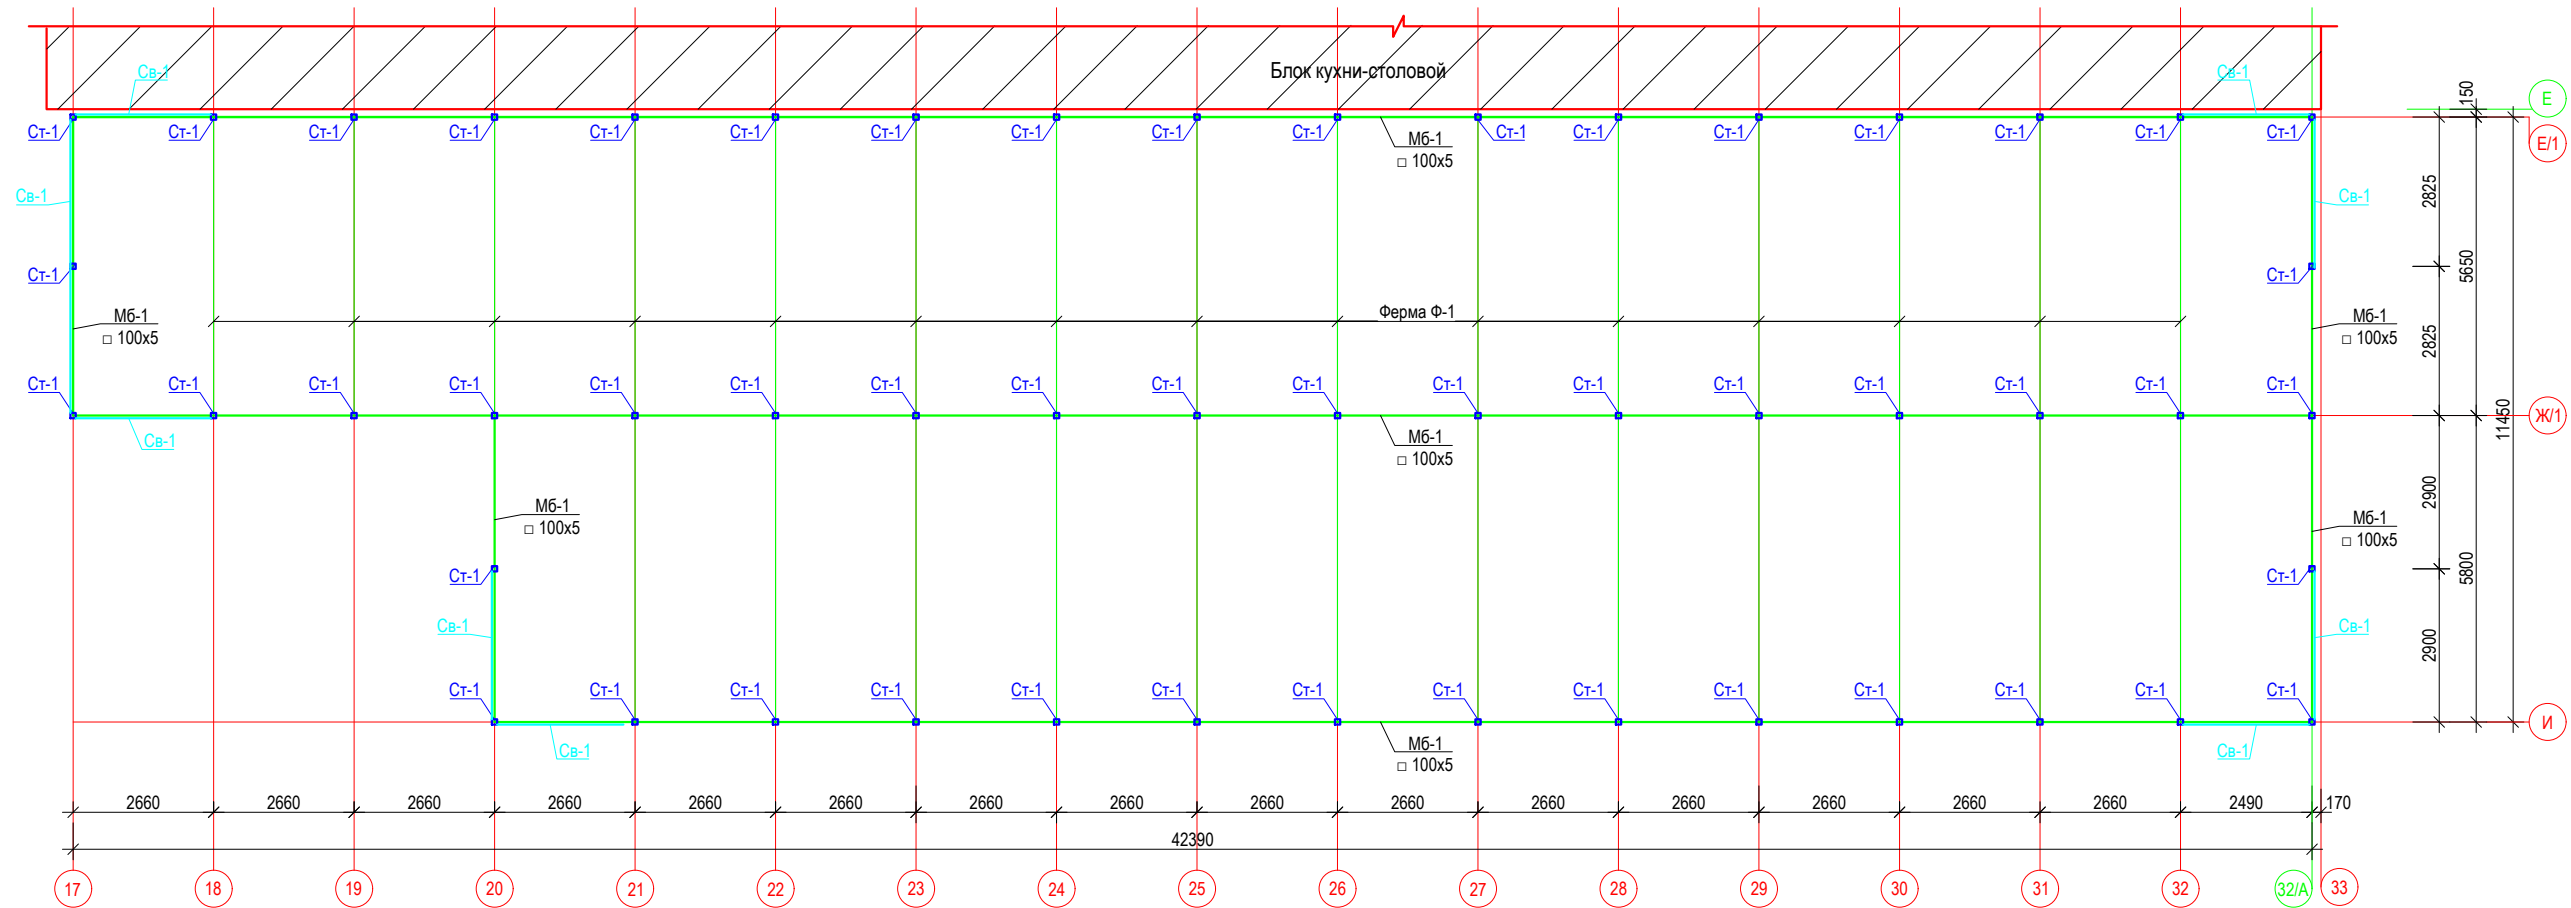 Блок кухни-столовой
Св-1
Св-1
150
Е
Ст-1 Ст-1 Ст-1 Ст-1 Ст-1 Ст-1 Ст-1 Ст-1 Ст-1 Ст-1 Ст-1 Ст-1 Ст-1 Ст-1 Ст-1 Ст-1 Ст-1
Мб-1
□ 100х5
Е/1
Св-1
Св-1
2825
Ст-1
Ст-1
5650
Мб-1
□ 100х5
Ферма Ф-1
Мб-1
□ 100х5
2825
Ст-1 Ст-1 Ст-1 Ст-1 Ст-1 Ст-1 Ст-1 Ст-1 Ст-1 Ст-1 Ст-1 Ст-1 Ст-1 Ст-1 Ст-1 Ст-1 Ст-1
11450
Ж/1
Св-1
Мб-1
□ 100х5
2900
Мб-1
□ 100х5
Мб-1
□ 100х5
Ст-1
Ст-1
5800
Св-1
Св-1
2900
Ст-1 Ст-1 Ст-1 Ст-1 Ст-1 Ст-1 Ст-1 Ст-1 Ст-1 Ст-1 Ст-1 Ст-1 Ст-1 Ст-1
И
Св-1
Мб-1
□ 100х5
Св-1
2660 2660 2660 2660 2660 2660 2660 2660 2660 2660 2660 2660 2660 2660 2660 2490 170
42390
17 18 19 20 21 22 23 24 25 26 27 28 29 30 31 32 32/А 33